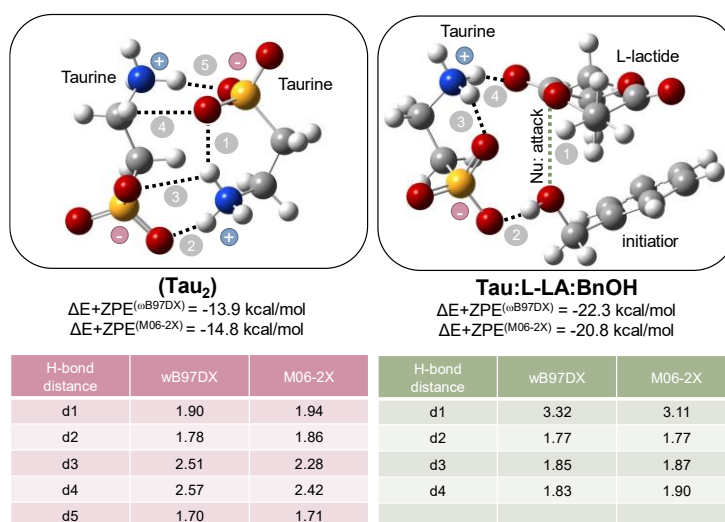 Taurine
+
5
-
Taurine
4
1
3
-
2
+
(Tau₂)
ΔE+ZPE⁽ωB97DX⁾ = -13.9 kcal/mol
ΔE+ZPE⁽M06-2X⁾ = -14.8 kcal/mol
H-bond distance wB97DX M06-2X
d1 1.90 1.94
d2 1.78 1.86
d3 2.51 2.28
d4 2.57 2.42
d5 1.70 1.71
Taurine
+
L-lactide
4
3
Nu: attack
1
-
2
initiatior
Tau:L-LA:BnOH
ΔE+ZPE⁽ωB97DX⁾ = -22.3 kcal/mol
ΔE+ZPE⁽M06-2X⁾ = -20.8 kcal/mol
H-bond distance wB97DX M06-2X
d1 3.32 3.11
d2 1.77 1.77
d3 1.85 1.87
d4 1.83 1.90